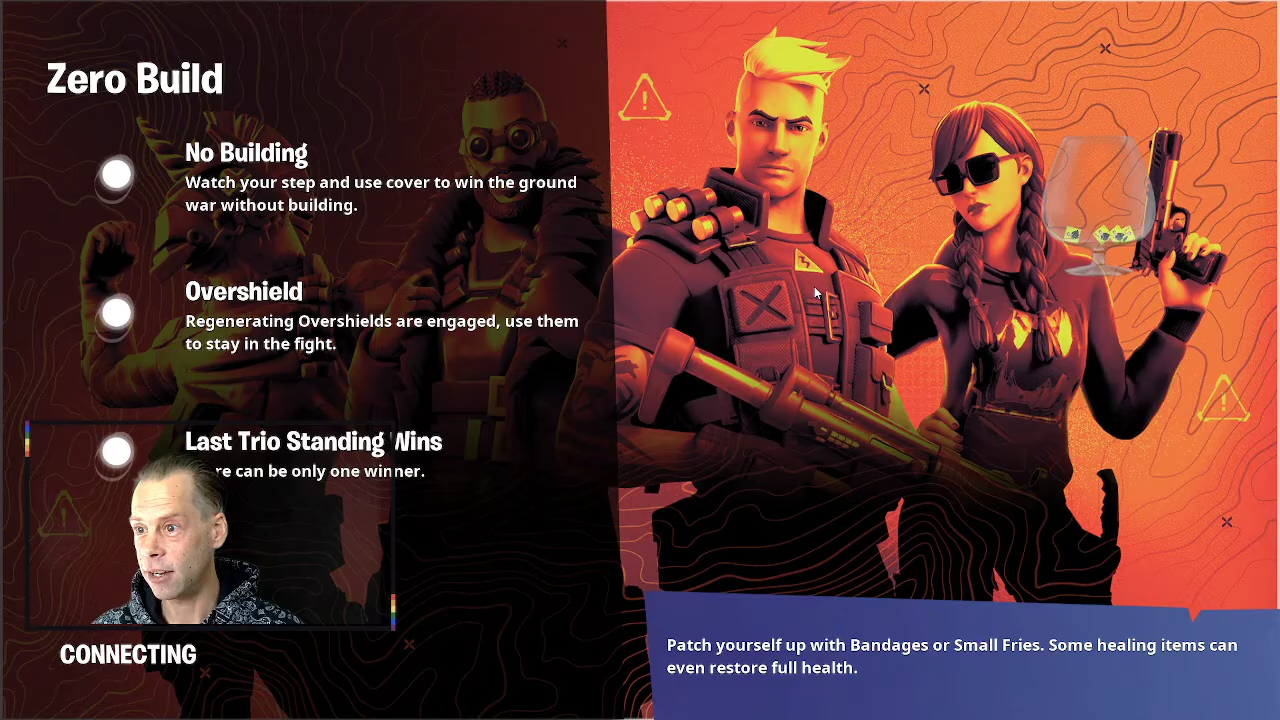 Zero Build
No Building
Watch your step and use cover to win the ground
war without building.
Overshield
Regenerating Overshields are engaged, use them
to stay in the fight.
Last Trio Standing Wins
can be only one winner.
CONNECTING
Patch yourself up with Bandages or Small Fries. Some healing items can
even restore full health.